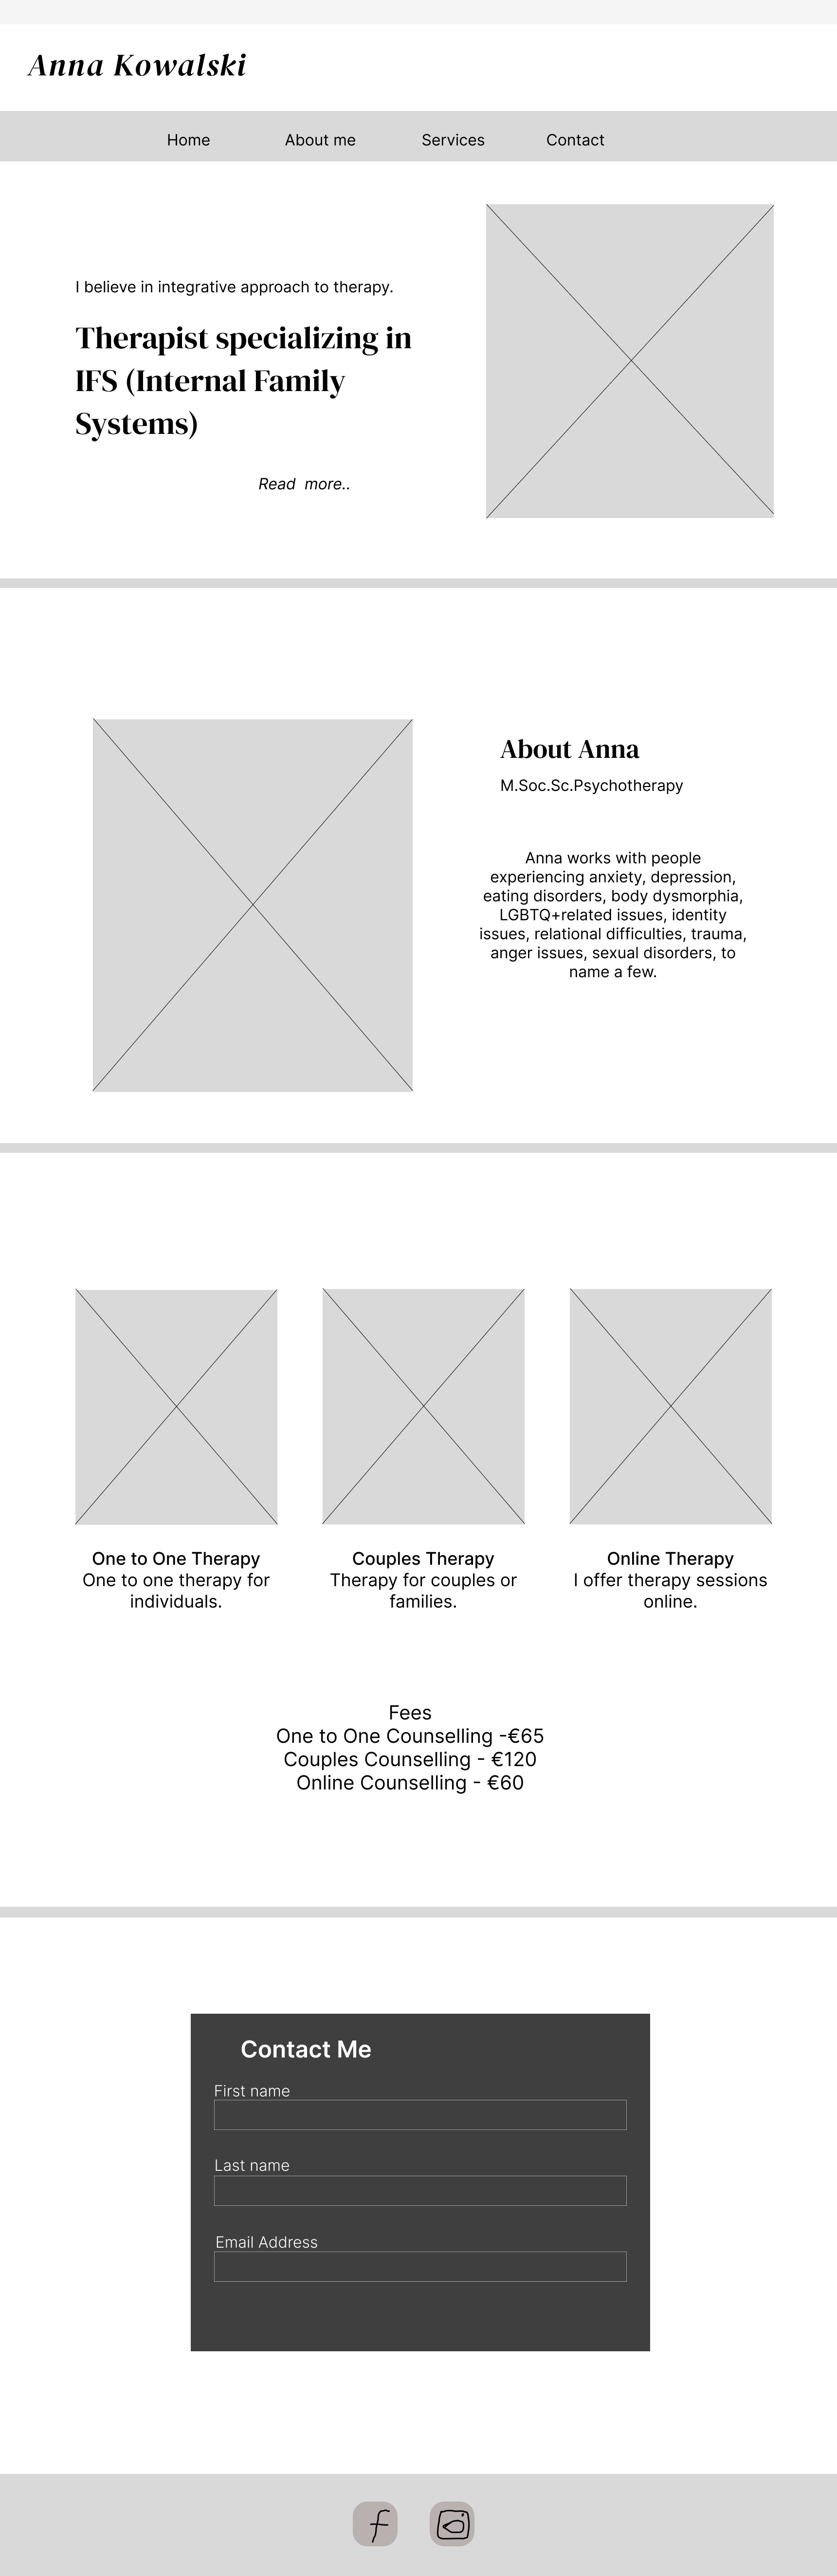 Anna Kowalski
Home About me Services Contact
I believe in integrative approach to therapy.
Therapist specializing in
IFS (Internal Family
Systems)
Read more..
About Anna
M.Soc.Sc.Psychotherapy
Anna works with people
experiencing anxiety, depression,
eating disorders, body dysmorphia,
LGBTQ+related issues, identity
issues, relational difficulties, trauma,
anger issues, sexual disorders, to
name a few.
One to One Therapy
One to one therapy for
individuals.
Couples Therapy
Therapy for couples or
families.
Online Therapy
I offer therapy sessions
online.
Fees
One to One Counselling -€65
Couples Counselling - €120
Online Counselling - €60
Contact Me
First name
Last name
Email Address
f